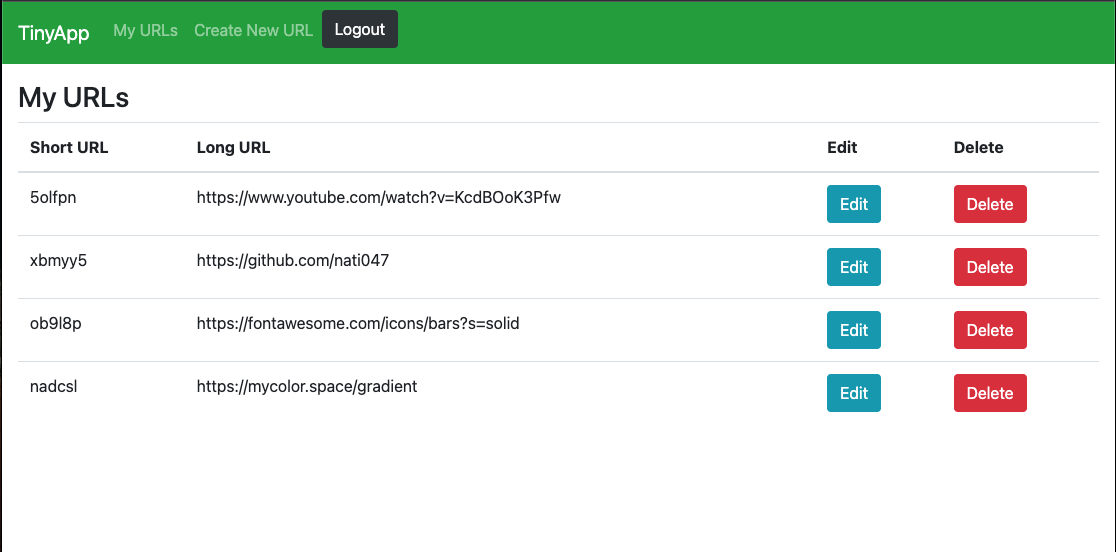 TinyApp My URLs Create New URL Logout
My URLs
Short URL Long URL Edit Delete
5olfpn https://www.youtube.com/watch?v=KcdBOoK3Pfw Edit Delete
xbmyy5 https://github.com/nati047 Edit Delete
ob9l8p https://fontawesome.com/icons/bars?s=solid Edit Delete
nadcsl https://mycolor.space/gradient Edit Delete